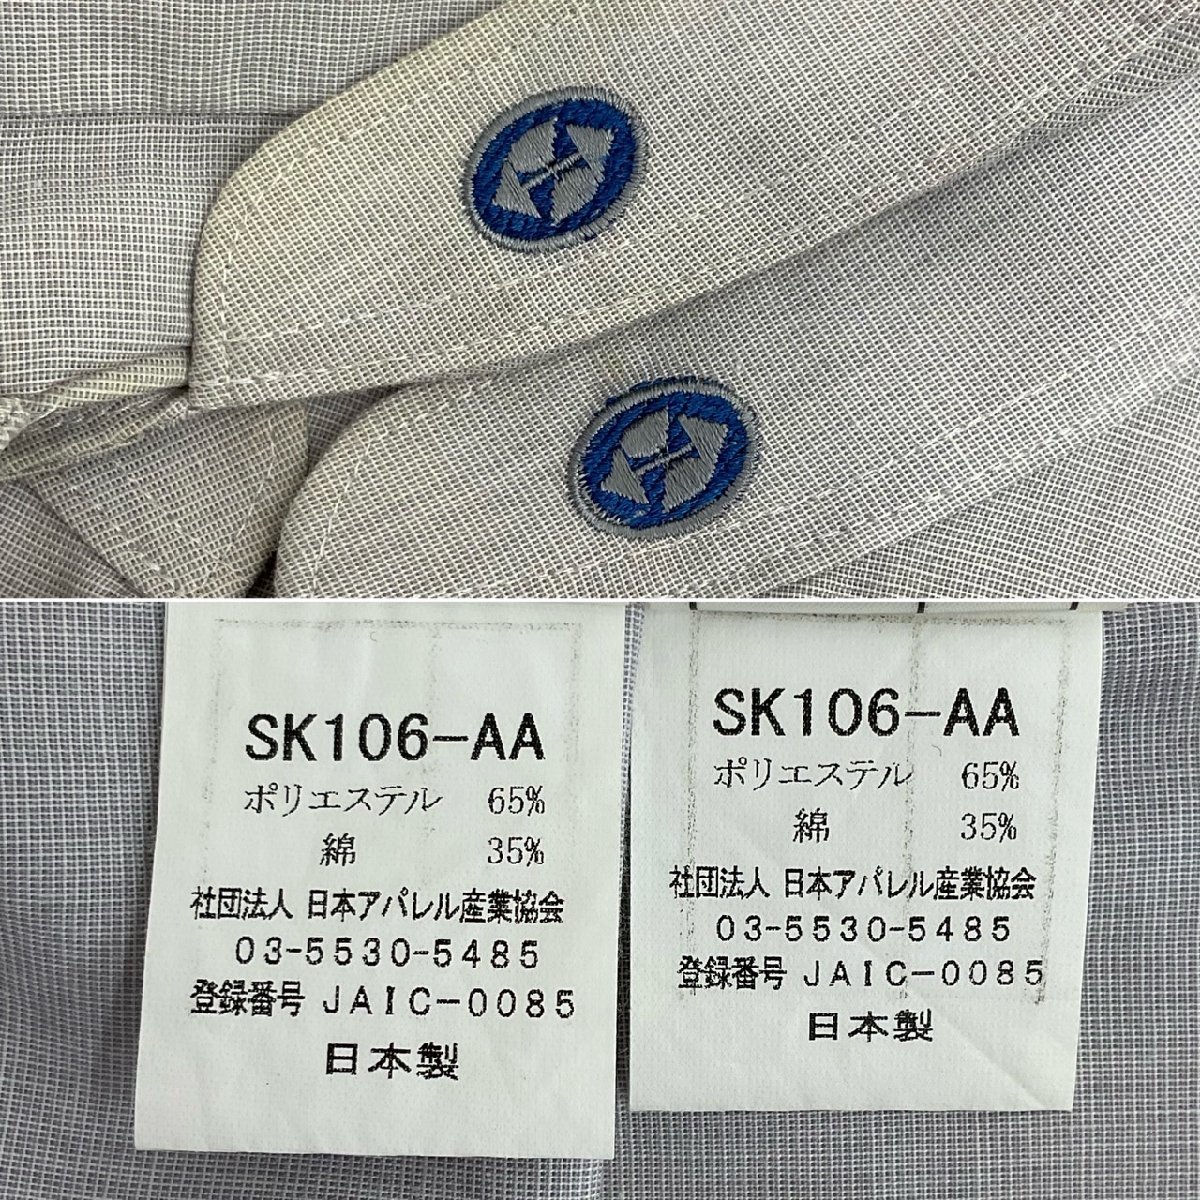 SK106-AA
ポリエステル 65%
綿 35%
社団法人 日本アパレル産業協会
03-5530-5485
登録番号 JAIC-0085
日本製
SK106-AA
ポリエステル 65%
綿 35%
社団法人 日本アパレル産業協会
03-5530-5485
登録番号 JAIC-0085
日本製